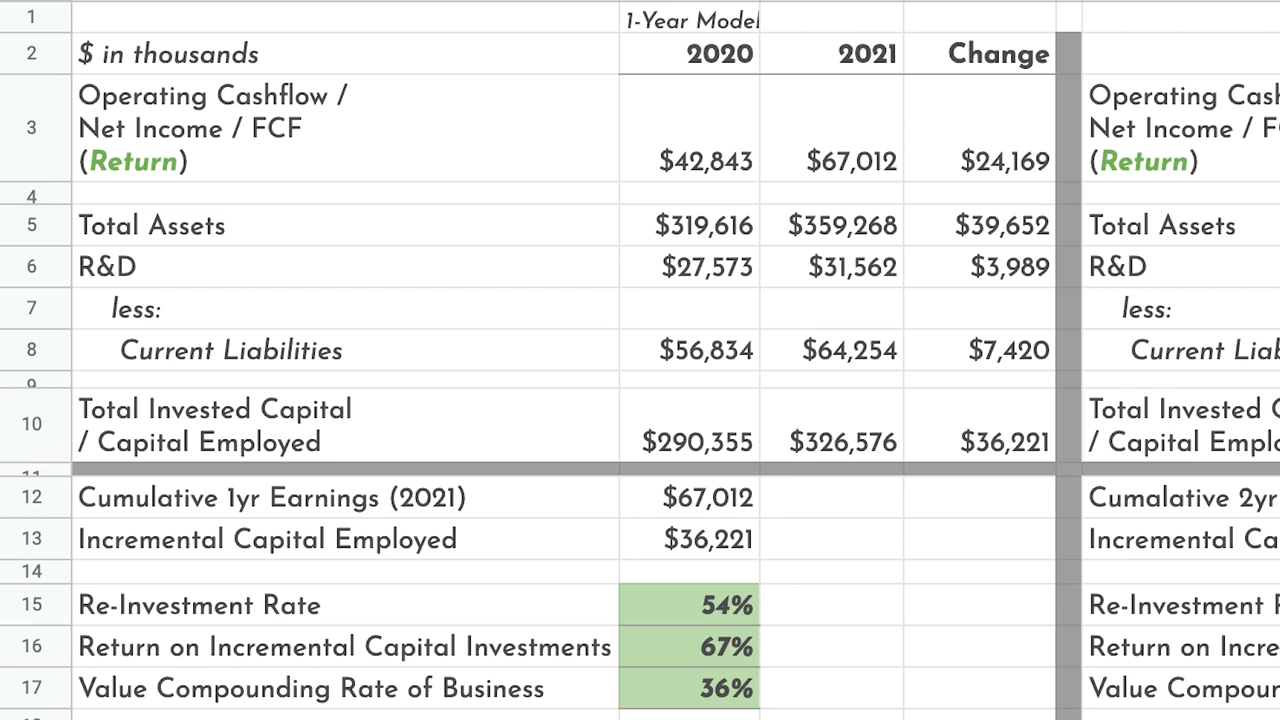 1 1-Year Model
2 $ in thousands 2020 2021 Change
Operating Cashflow / Operating Cash
3 Net Income / FCF Net Income / F
(Return) $42,843 $67,012 $24,169 (Return)
4
5 Total Assets $319,616 $359,268 $39,652 Total Assets
6 R&D $27,573 $31,562 $3,989 R&D
7 less: less:
8 Current Liabilities $56,834 $64,254 $7,420 Current Liab
9
Total Invested Capital Total Invested C
10 / Capital Employed $290,355 $326,576 $36,221 / Capital Emplo
11
12 Cumulative 1yr Earnings (2021) $67,012 Cumalative 2yr
13 Incremental Capital Employed $36,221 Incremental Ca
14
15 Re-Investment Rate 54% Re-Investment R
16 Return on Incremental Capital Investments 67% Return on Incre
17 Value Compounding Rate of Business 36% Value Compoun